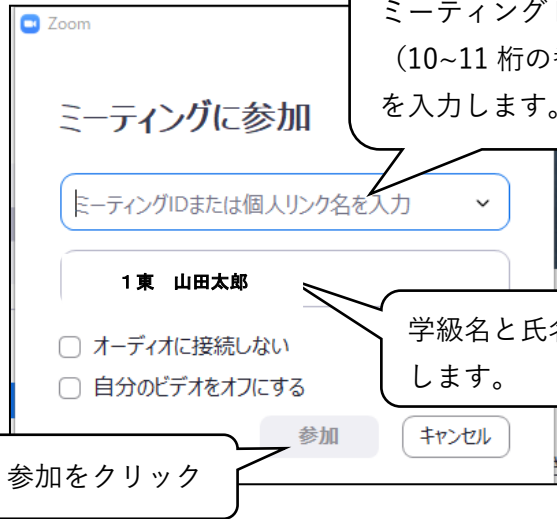 Zoom
ミーティング
（10~11 桁の
を入力します。
ミーティングに参加
ミーティングIDまたは個人リンク名を入力
１東　山田太郎
学級名と氏名
します。
オーディオに接続しない
自分のビデオをオフにする
参加
キャンセル
参加をクリック